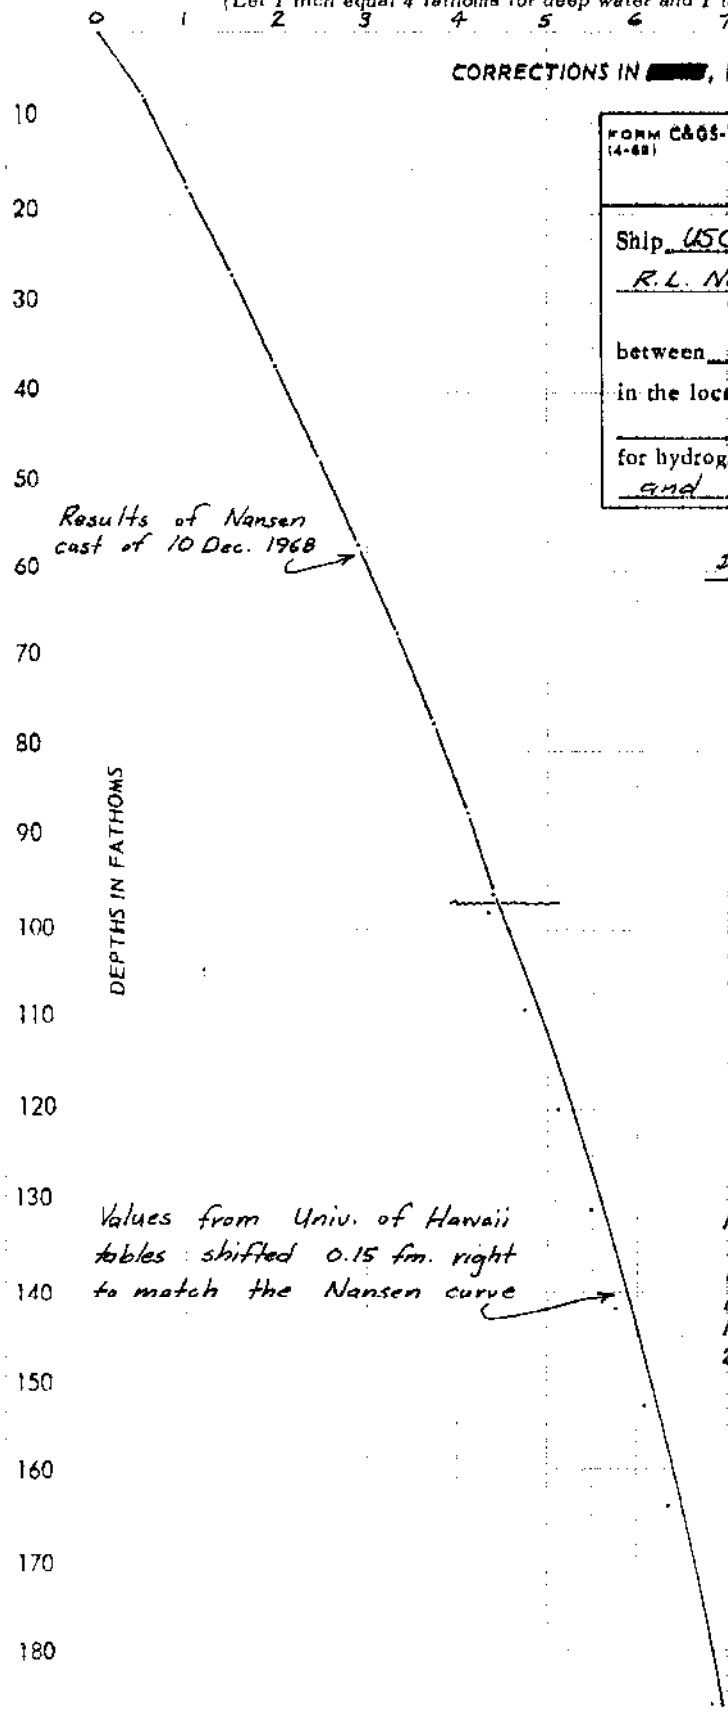 (Let 1 inch equal 4 fathoms for deep water and 1
0 1 2 3 4 5 6 7
CORRECTIONS IN
10
FORM C&GS-
(4-68)
20
Ship USC
R.L. N
30
between
40
in the loc
50
for hydrog
and
Results of Nansen
cast of 10 Dec. 1968
60
70
80
DEPTHS IN FATHOMS
90
100
110
120
130
Values from Univ. of Hawaii
tables shifted 0.15 fm. right
to match the Nansen curve
140
150
160
170
180